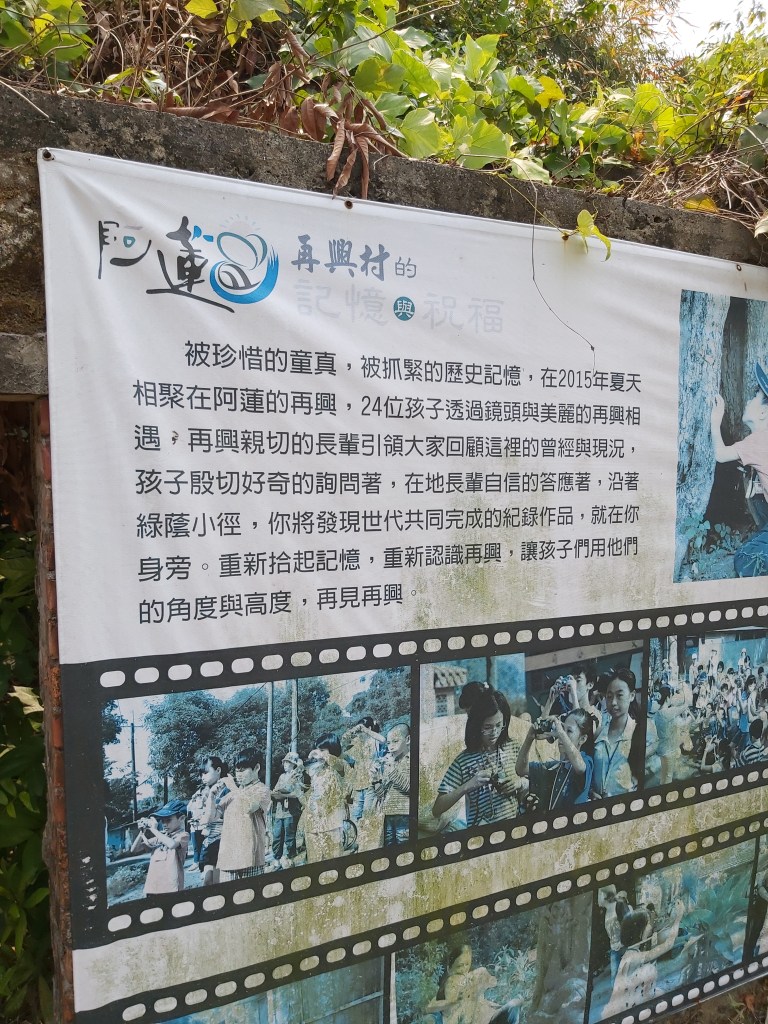 阿蓮
再興村的
記憶與祝福
被珍惜的童真，被抓緊的歷史記憶，在2015年夏天
相聚在阿蓮的再興，24位孩子透過鏡頭與美麗的再興相
遇，再興親切的長輩引領大家回顧這裡的曾經與現況，
孩子殷切好奇的詢問著，在地長輩自信的答應著，沿著
綠蔭小徑，你將發現世代共同完成的紀錄作品，就在你
身旁。重新拾起記憶，重新認識再興，讓孩子們用他們
的角度與高度，再見再興。